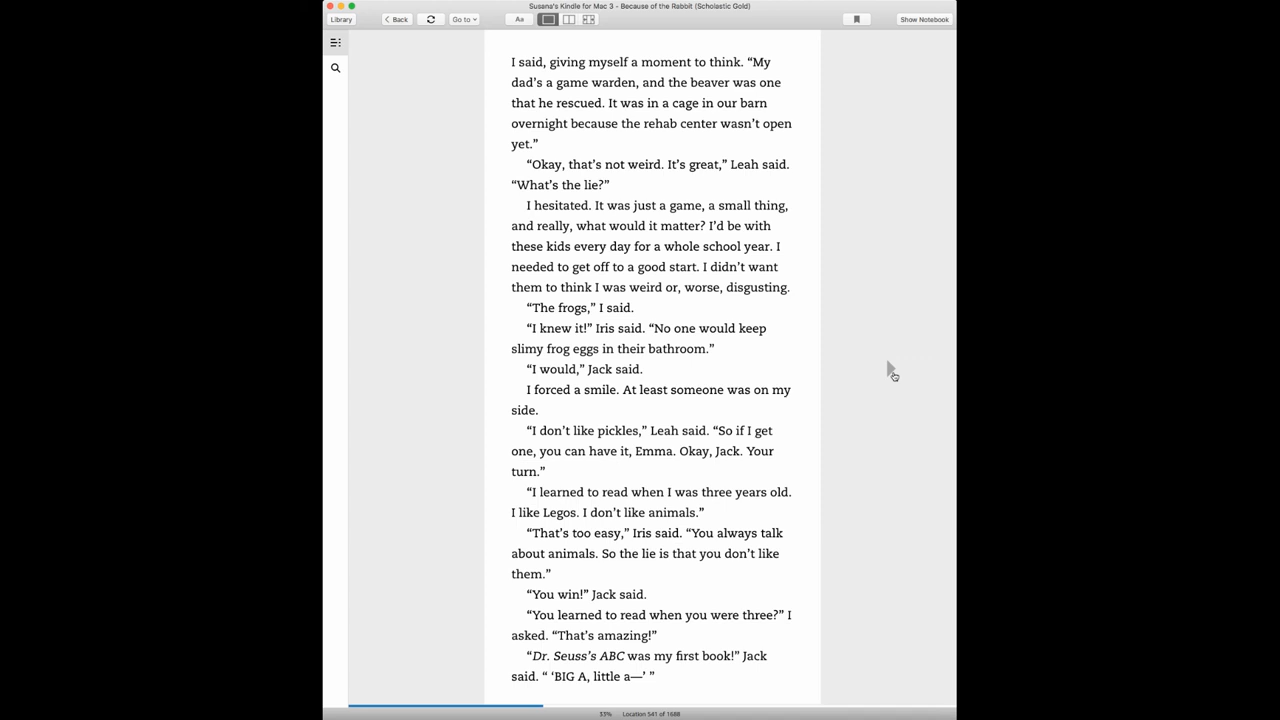 Susana's Kindle for Mac 3 - Because of the Rabbit (Scholastic Gold)
Library
Back
Go to
Aa
Show Notebook
I said, giving myself a moment to think. “My
dad’s a game warden, and the beaver was one
that he rescued. It was in a cage in our barn
overnight because the rehab center wasn’t open
yet.”
“Okay, that’s not weird. It’s great,” Leah said.
“What’s the lie?”
I hesitated. It was just a game, a small thing,
and really, what would it matter? I’d be with
these kids every day for a whole school year. I
needed to get off to a good start. I didn’t want
them to think I was weird or, worse, disgusting.
“The frogs,” I said.
“I knew it!” Iris said. “No one would keep
slimy frog eggs in their bathroom.”
“I would,” Jack said.
I forced a smile. At least someone was on my
side.
“I don’t like pickles,” Leah said. “So if I get
one, you can have it, Emma. Okay, Jack. Your
turn.”
“I learned to read when I was three years old.
I like Legos. I don’t like animals.”
“That’s too easy,” Iris said. “You always talk
about animals. So the lie is that you don’t like
them.”
“You win!” Jack said.
“You learned to read when you were three?” I
asked. “That’s amazing!”
“Dr. Seuss’s ABC was my first book!” Jack
said. “ ‘BIG A, little a—’ ”
33% Location 541 of 1688